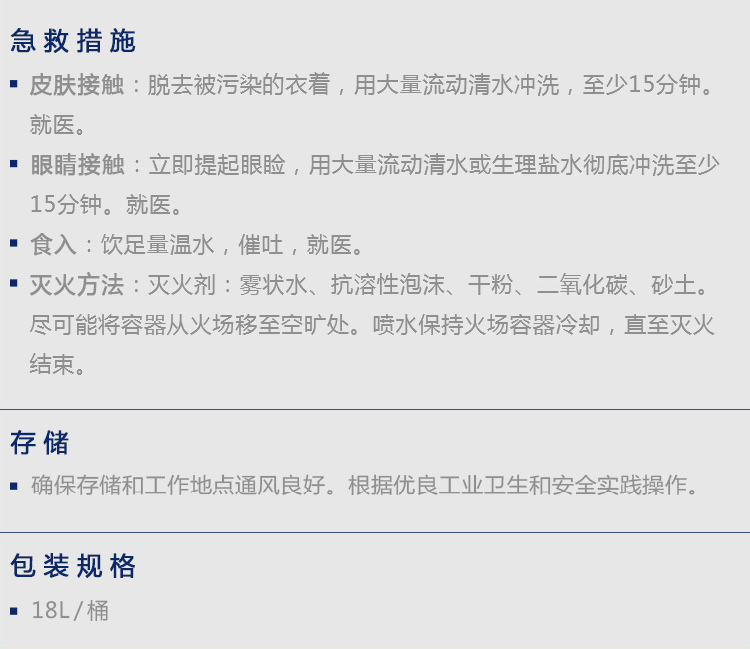 急救措施
▪ 皮肤接触：脱去被污染的衣着，用大量流动清水冲洗，至少15分钟。
就医。
▪ 眼睛接触：立即提起眼睑，用大量流动清水或生理盐水彻底冲洗至少
15分钟。就医。
▪ 食入：饮足量温水，催吐，就医。
▪ 灭火方法：灭火剂：雾状水、抗溶性泡沫、干粉、二氧化碳、砂土。
尽可能将容器从火场移至空旷处。喷水保持火场容器冷却，直至灭火
结束。
存储
▪ 确保存储和工作地点通风良好。根据优良工业卫生和安全实践操作。
包装规格
▪ 18L/桶